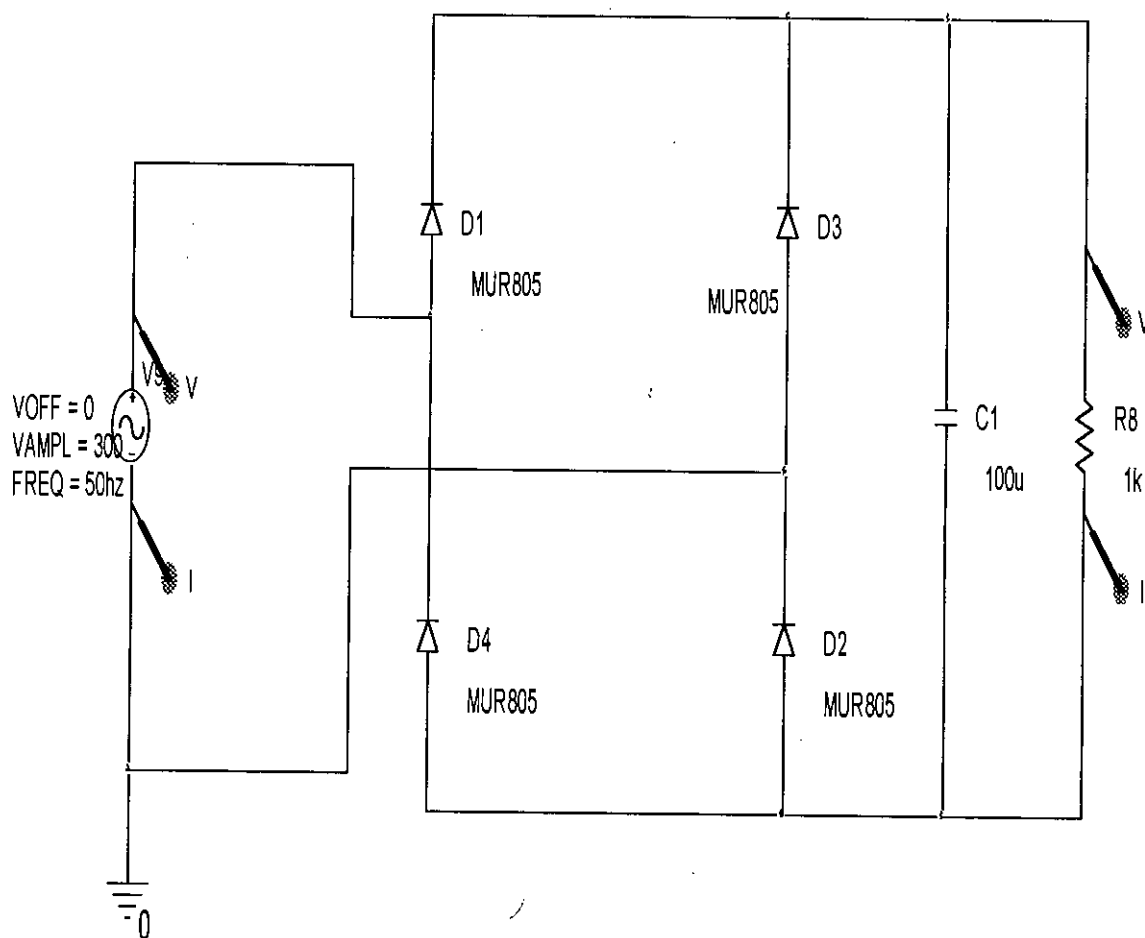 D1
D3
MUR805
MUR805
V
V
VOFF = 0
VAMPL = 300
FREQ = 50hz
C1
R8
100u
1k
I
I
D4
D2
MUR805
MUR805
0